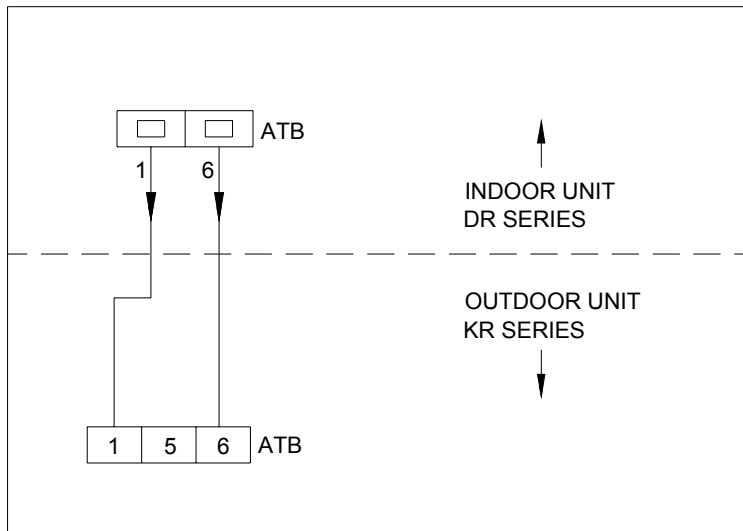 ATB
1 6
INDOOR UNIT
DR SERIES
OUTDOOR UNIT
KR SERIES
1 5 6 ATB